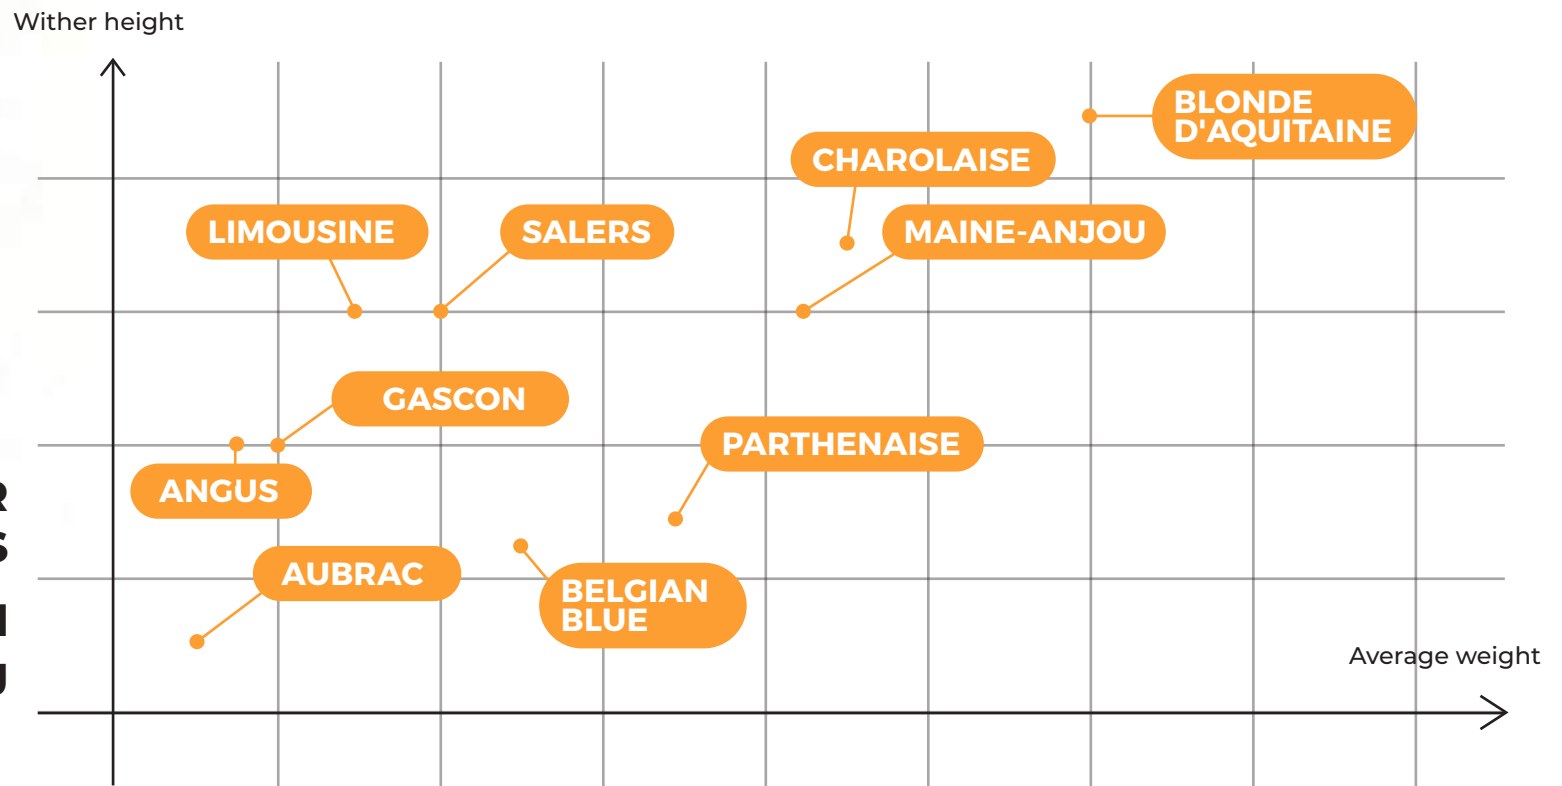 Wither height
BLONDE
D'AQUITAINE
CHAROLAISE
LIMOUSINE
SALERS
MAINE-ANJOU
GASCON
PARTHENAISE
ANGUS
AUBRAC
BELGIAN
BLUE
Average weight